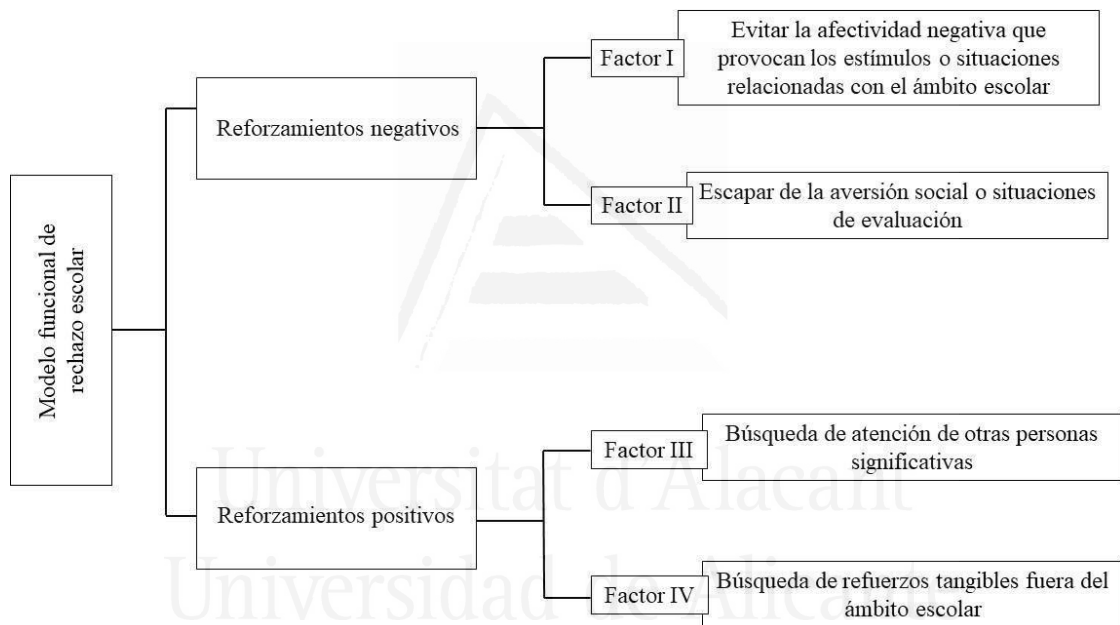 Modelo funcional de
rechazo escolar
Reforzamientos negativos
Factor I
Evitar la afectividad negativa que
provocan los estímulos o situaciones
relacionadas con el ámbito escolar
Factor II
Escapar de la aversión social o situaciones
de evaluación
Reforzamientos positivos
Factor III
Búsqueda de atención de otras personas
significativas
Factor IV
Búsqueda de refuerzos tangibles fuera del
ámbito escolar
Universitat d'Alacant
Universidad de Alicante